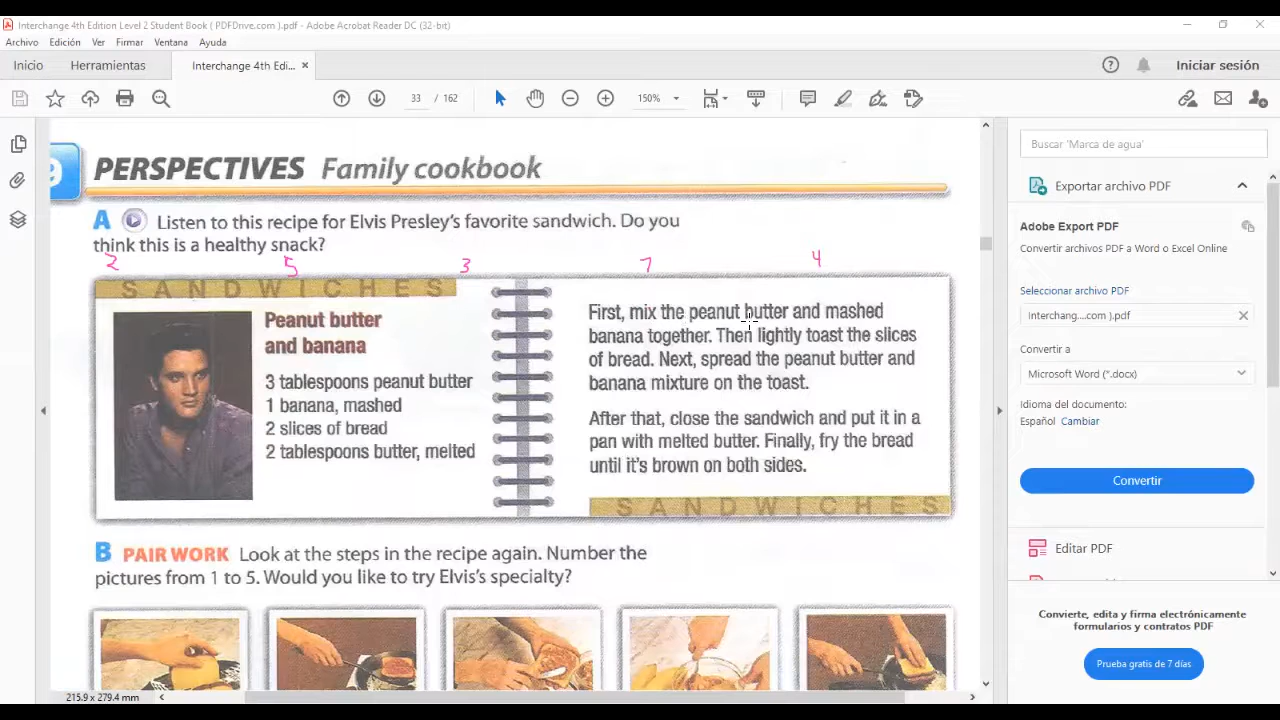 Interchange 4th Edition Level 2 Student Book ( PDFDrive.com ).pdf - Adobe Acrobat Reader DC (32-bit)
Archivo Edición Ver Firmar Ventana Ayuda
Inicio Herramientas Interchange 4th Edi... × Iniciar sesión
33 / 162 150%
PERSPECTIVES Family cookbook
A Listen to this recipe for Elvis Presley's favorite sandwich. Do you
think this is a healthy snack?
2 5 3 1 4
SANDWICHES
Peanut butter
and banana
3 tablespoons peanut butter
1 banana, mashed
2 slices of bread
2 tablespoons butter, melted
First, mix the peanut butter and mashed
banana together. Then lightly toast the slices
of bread. Next, spread the peanut butter and
banana mixture on the toast.
After that, close the sandwich and put it in a
pan with melted butter. Finally, fry the bread
until it's brown on both sides.
SANDWICHES
B PAIR WORK Look at the steps in the recipe again. Number the
pictures from 1 to 5. Would you like to try Elvis's specialty?
215.9 x 279.4 mm
Buscar 'Marca de agua'
Exportar archivo PDF
Adobe Export PDF
Convertir archivos PDF a Word o Excel Online
Seleccionar archivo PDF
Interchang....com ).pdf
Convertir a
Microsoft Word (*.docx)
Idioma del documento:
Español Cambiar
Convertir
Editar PDF
Convierte, edita y firma electrónicamente
formularios y contratos PDF
Prueba gratis de 7 días